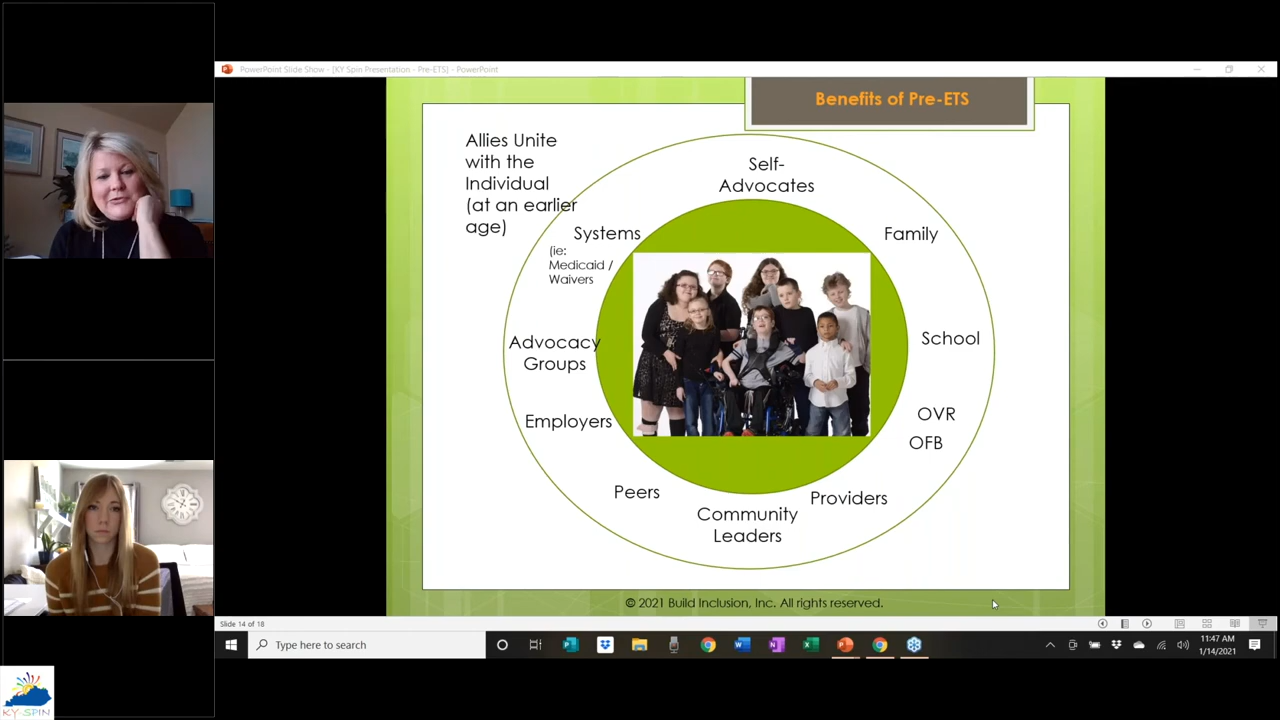 PowerPoint Slide Show - [KY Spin Presentation - Pre-ETS] - PowerPoint
Benefits of Pre-ETS
Allies Unite
with the
Individual
(at an earlier
age)
Self-
Advocates
Systems
(ie:
Medicaid /
Waivers
Family
Advocacy
Groups
School
Employers
OVR
OFB
Peers
Providers
Community
Leaders
© 2021 Build Inclusion, Inc. All rights reserved.
Slide 14 of 18
Type here to search
11:47 AM
1/14/2021
KY-SPIN